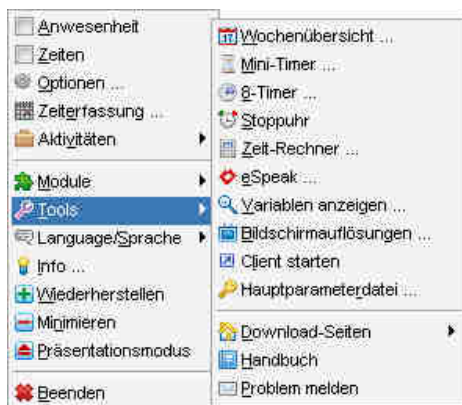 Anwesenheit
Zeiten
Optionen ...
Zeiterfassung ...
Aktivitäten
Module
Tools
Language/Sprache
Info ...
Wiederherstellen
Minimieren
Präsentationsmodus
Beenden
17 Wochenübersicht ...
Mini-Timer ...
8-Timer ...
Stoppuhr
Zeit-Rechner ...
eSpeak ...
Variablen anzeigen ...
Bildschirmauflösungen ...
Client starten
Hauptparameterdatei ...
Download-Seiten
Handbuch
Problem melden